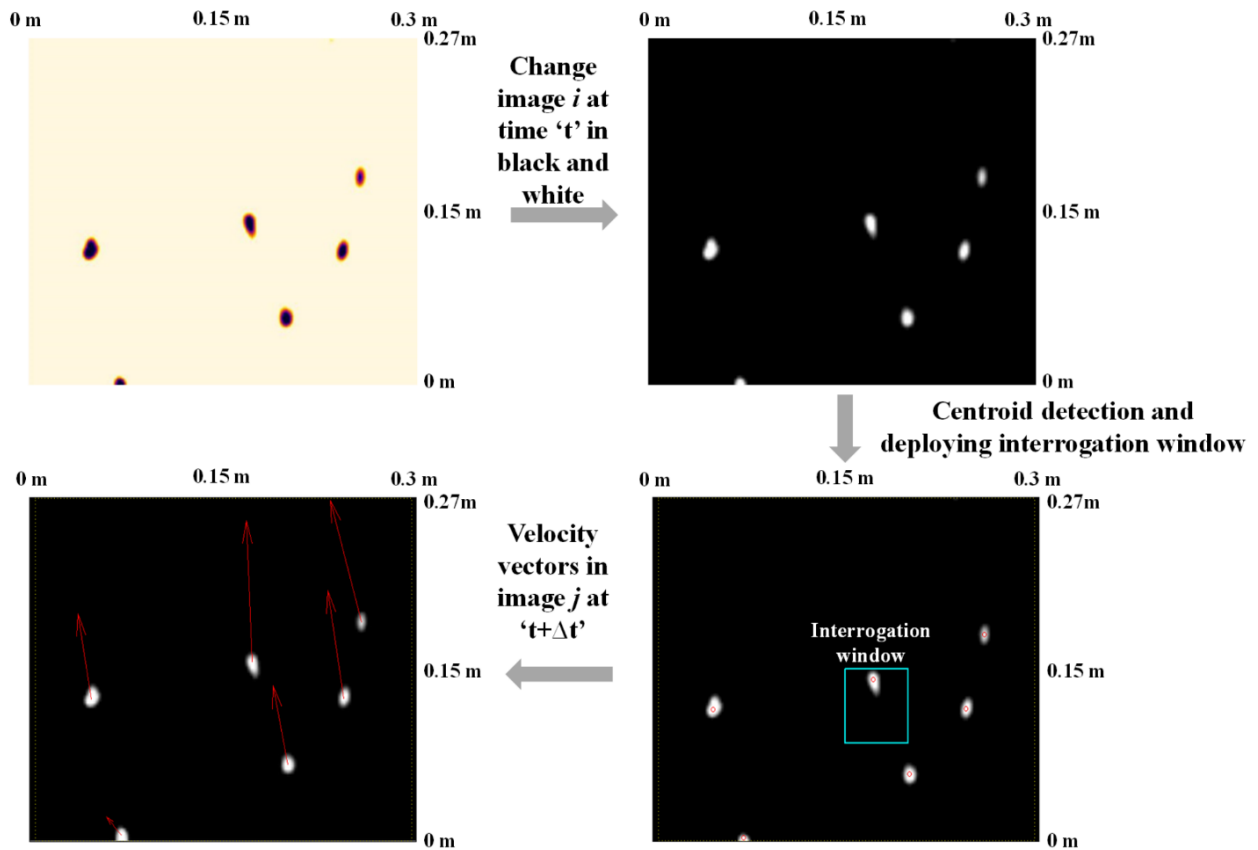 0 m
0.15 m
0.3 m
0.27m
0.15 m
0 m
Change
image i at
time ‘t’ in
black and
white
0 m
0.15 m
0.3 m
0.27m
0.15 m
0 m
Centroid detection and
deploying interrogation window
0 m
0.15 m
0.3 m
0.27m
0.15 m
0 m
Velocity
vectors in
image j at
‘t+Δt’
0 m
0.15 m
0.3 m
0.27m
0.15 m
0 m
Interrogation
window